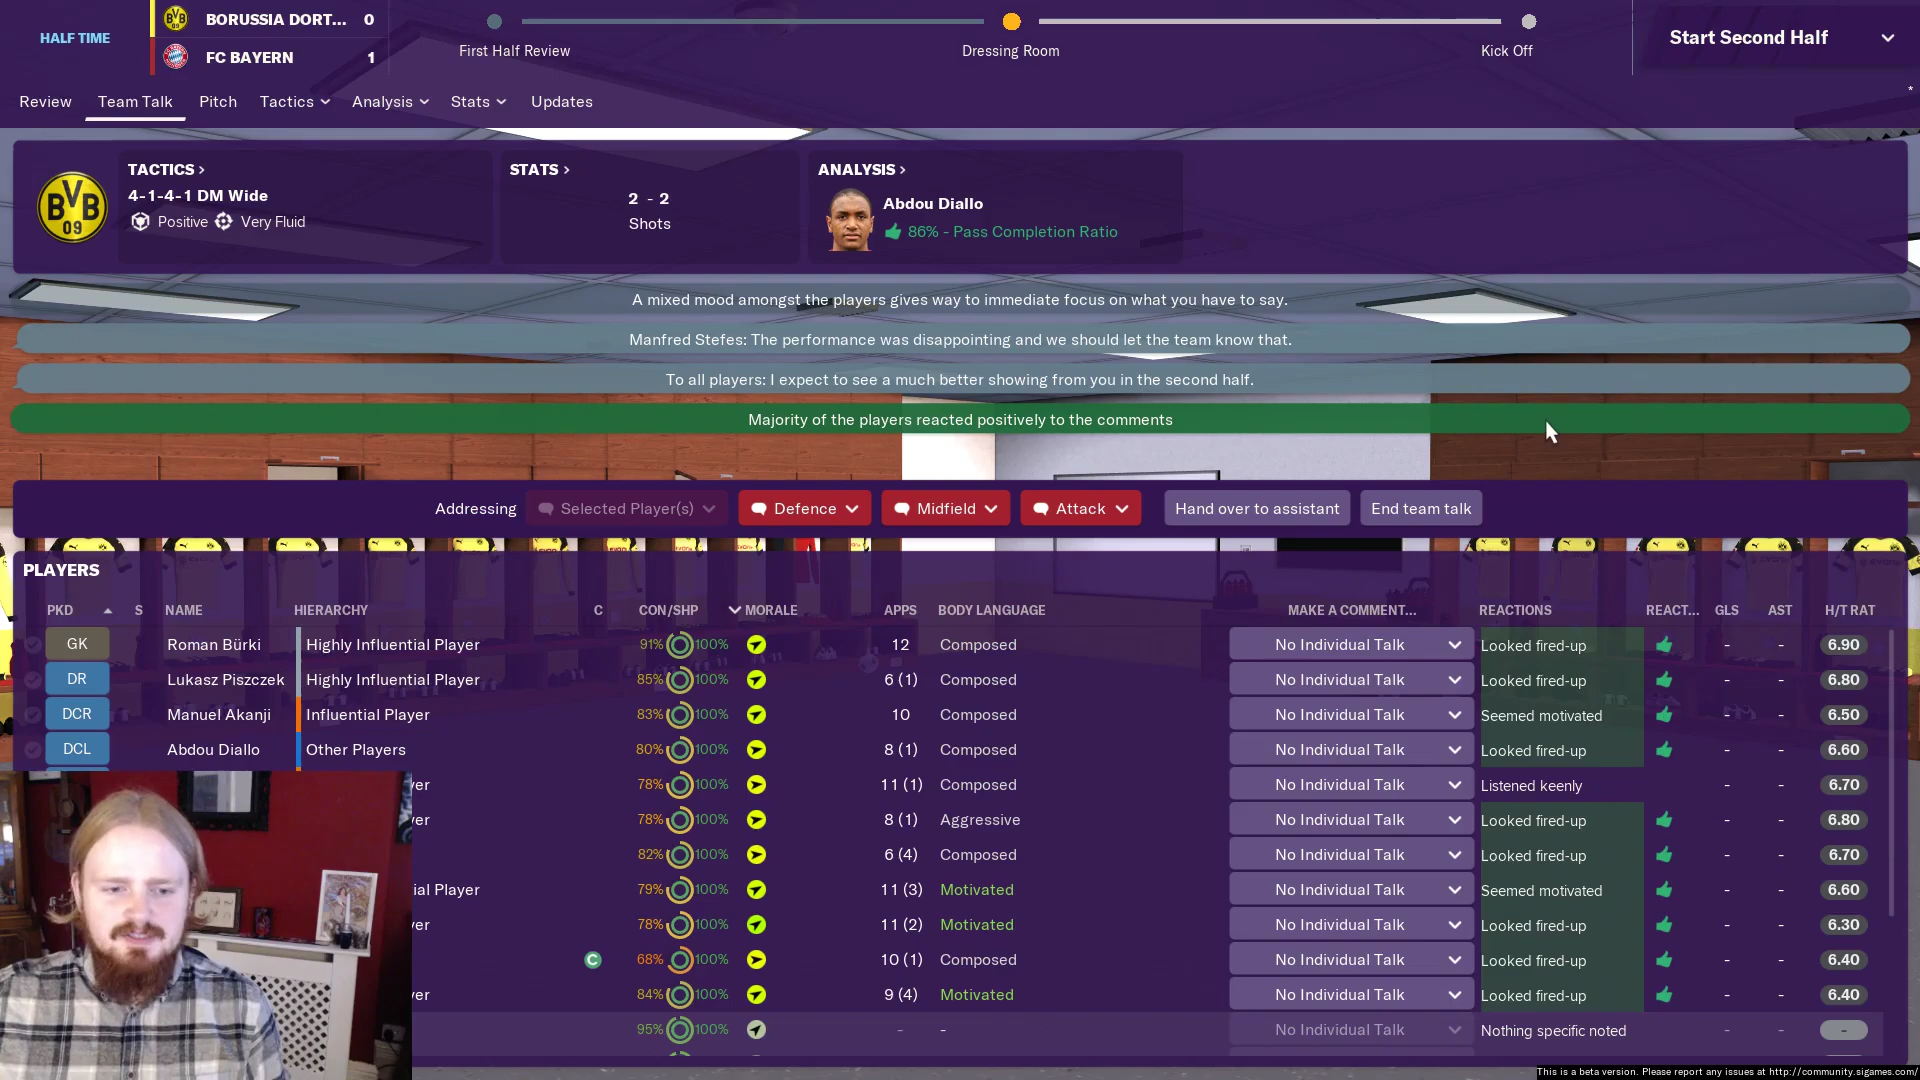 HALF TIME
BORUSSIA DORT... 0
FC BAYERN 1
First Half Review
Dressing Room
Kick Off
Start Second Half
Review Team Talk Pitch Tactics Analysis Stats Updates
TACTICS >
4-1-4-1 DM Wide
Positive Very Fluid
STATS >
2 - 2
Shots
ANALYSIS >
Abdou Diallo
86% - Pass Completion Ratio
BVB
09
A mixed mood amongst the players gives way to immediate focus on what you have to say.
Manfred Stefes: The performance was disappointing and we should let the team know that.
To all players: I expect to see a much better showing from you in the second half.
Majority of the players reacted positively to the comments
Addressing Selected Player(s) Defence Midfield Attack Hand over to assistant End team talk
PLAYERS
PKD S NAME HIERARCHY C CON/SHP MORALE APPS BODY LANGUAGE MAKE A COMMENT... REACTIONS REACT... GLS AST H/T RAT
GK Roman Bürki Highly Influential Player 91% 100% 12 Composed No Individual Talk Looked fired-up - - 6.90
DR Lukasz Piszczek Highly Influential Player 85% 100% 6 (1) Composed No Individual Talk Looked fired-up - - 6.80
DCR Manuel Akanji Influential Player 83% 100% 10 Composed No Individual Talk Seemed motivated - - 6.50
DCL Abdou Diallo Other Players 80% 100% 8 (1) Composed No Individual Talk Looked fired-up - - 6.60
yer 78% 100% 11 (1) Composed No Individual Talk Listened keenly - - 6.70
yer 78% 100% 8 (1) Aggressive No Individual Talk Looked fired-up - - 6.80
82% 100% 6 (4) Composed No Individual Talk Looked fired-up - - 6.70
ial Player 79% 100% 11 (3) Motivated No Individual Talk Seemed motivated - - 6.60
yer 78% 100% 11 (2) Motivated No Individual Talk Looked fired-up - - 6.30
C 68% 100% 10 (1) Composed No Individual Talk Looked fired-up - - 6.40
yer 84% 100% 9 (4) Motivated No Individual Talk Looked fired-up - - 6.40
95% 100% - - No Individual Talk Nothing specific noted - - -
This is a beta version. Please report any issues at http://community.sigames.com/